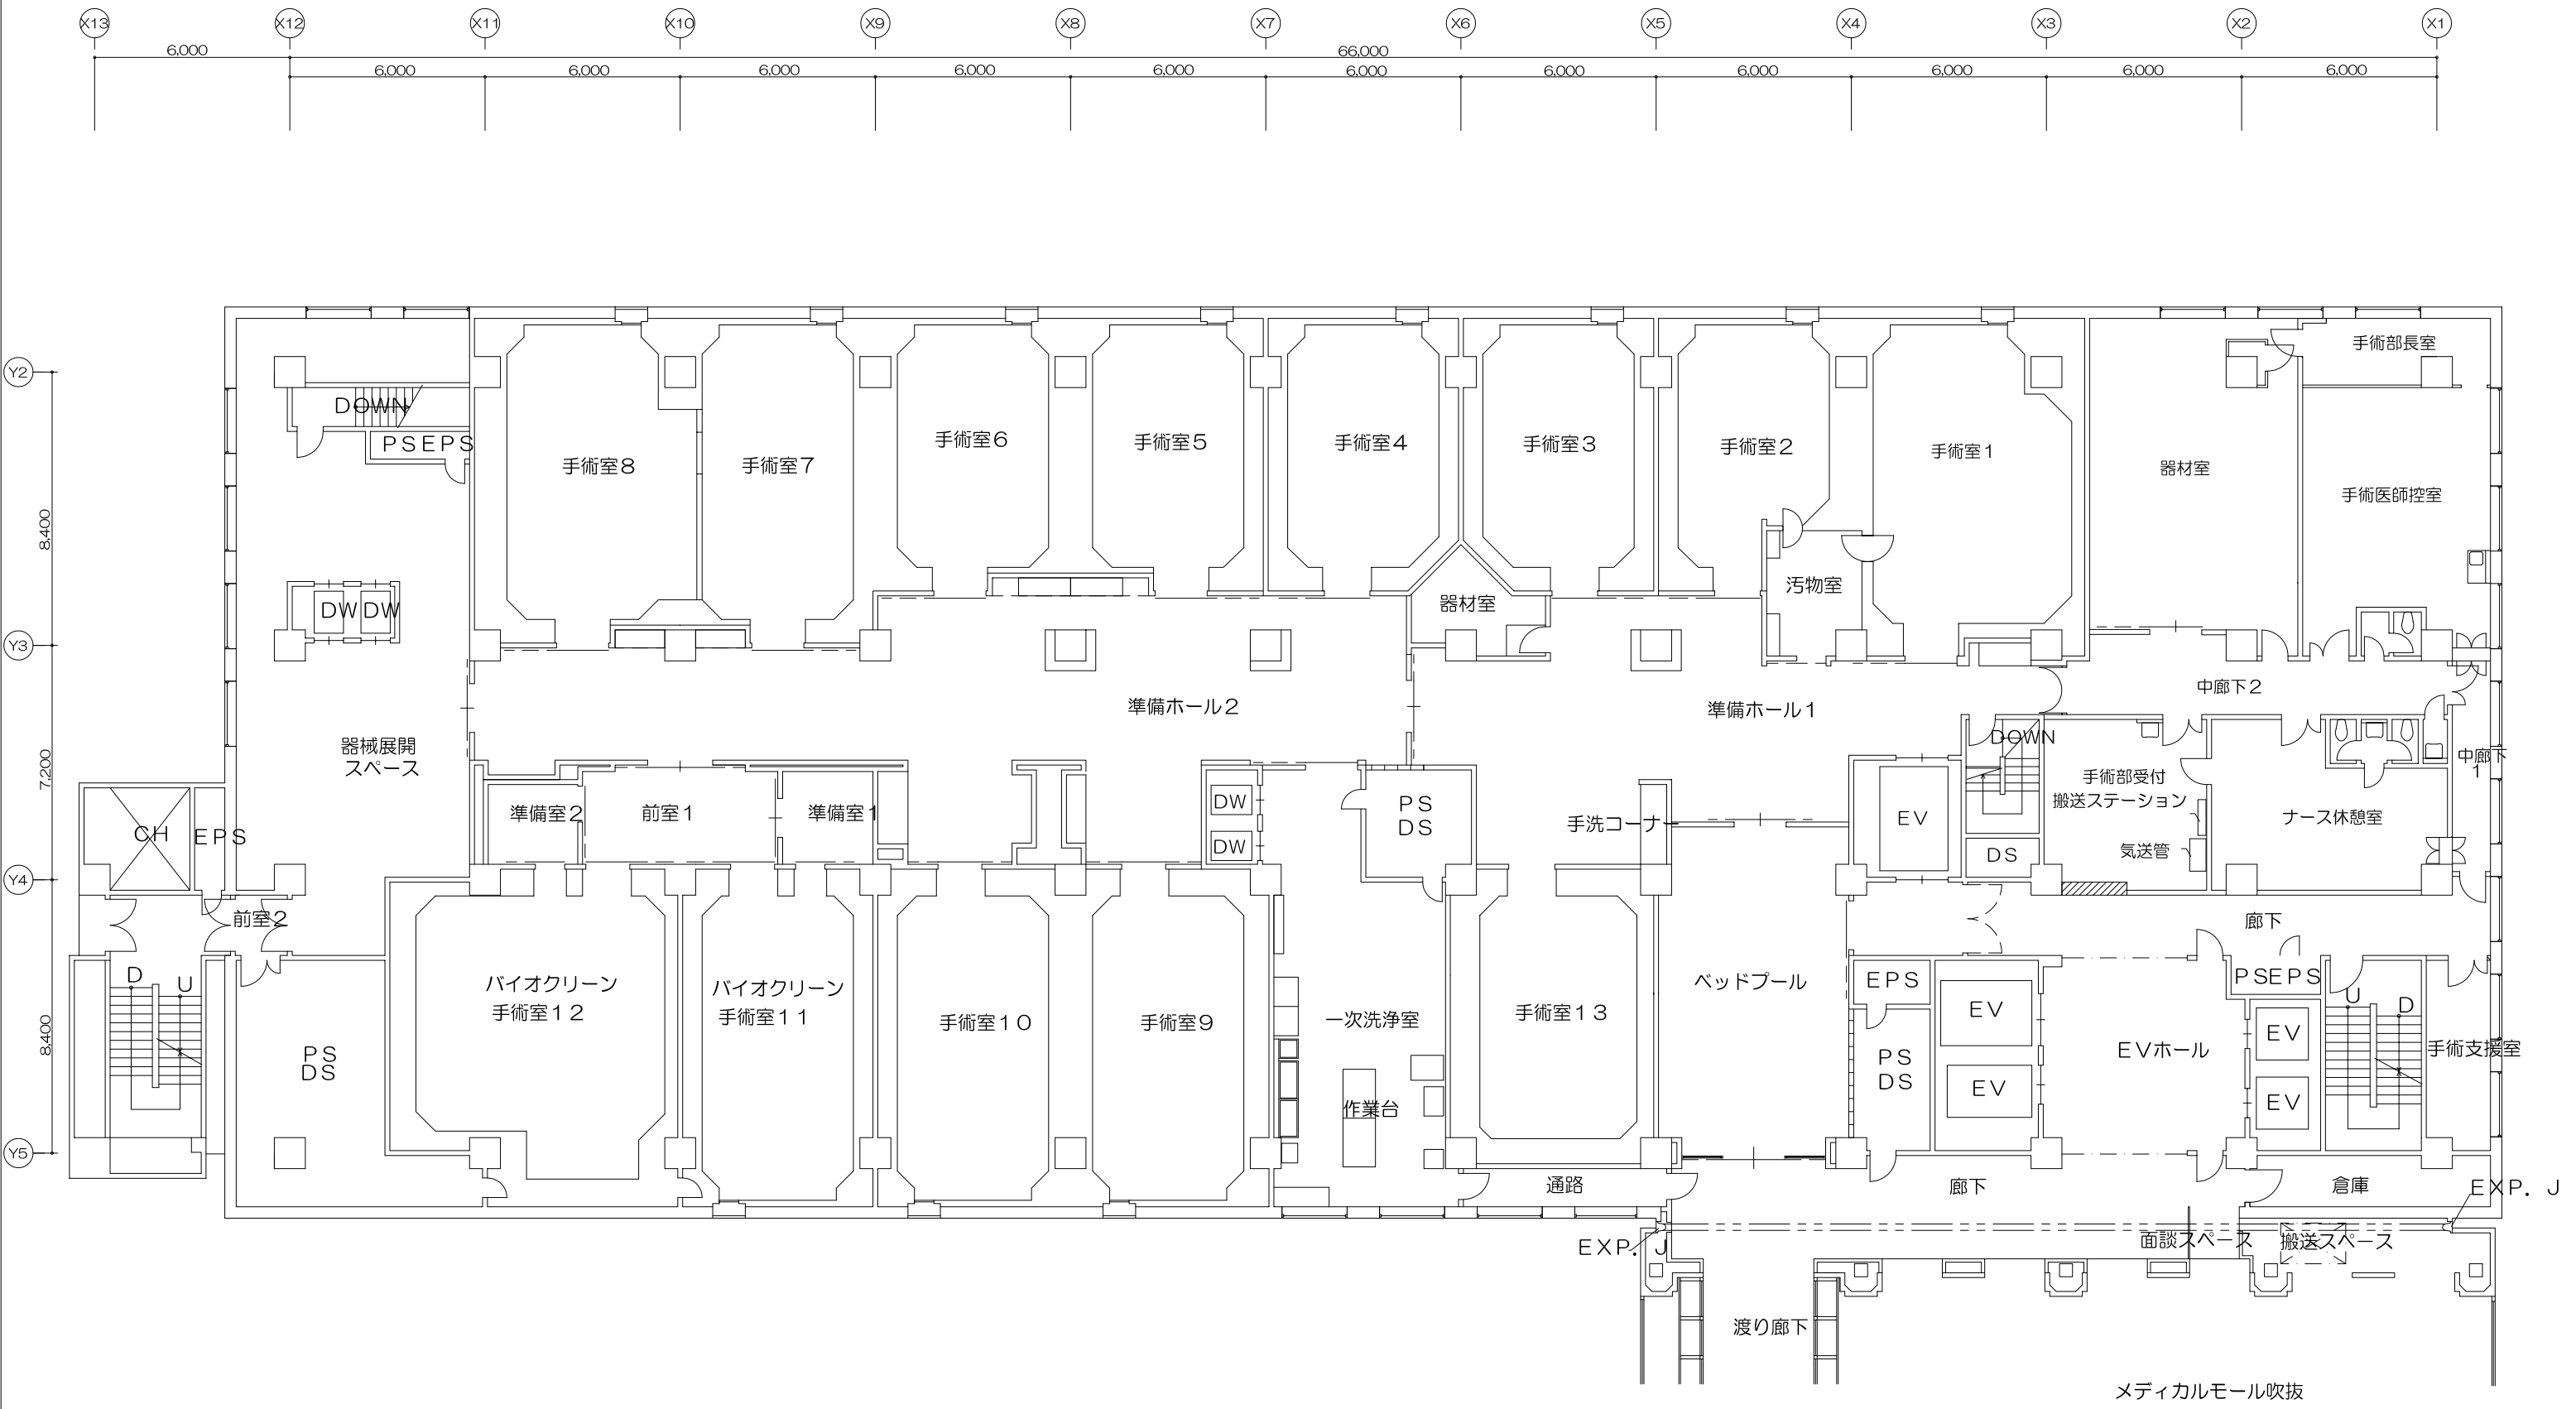 X13 X12 X11 X10 X9 X8 X7 X6 X5 X4 X3 X2 X1
6,000 66,000
6,000 6,000 6,000 6,000 6,000 6,000 6,000 6,000 6,000 6,000 6,000
Y2
手術部長室
DOWN
PS EPS
手術室8
手術室7
手術室6
手術室5
手術室4
手術室3
手術室2
手術室1
器材室
手術医師控室
8,400
DW DW
器材室
汚物室
Y3
準備ホール2
準備ホール1
中廊下2
器械展開
スペース
DOWN
中廊下
1
7,200
手術部受付
搬送ステーション
ナース休憩室
CH
EPS
準備室2
前室1
準備室1
DW
DW
PS
DS
手洗コーナー
EV
DS
気送管
Y4
前室2
廊下
D U
バイオクリーン
手術室12
バイオクリーン
手術室11
手術室10
手術室9
一次洗浄室
手術室13
ベッドプール
EPS
EV
EV
PS
DS
EVホール
PS EPS
EV
EV
U D
手術支援室
8,400
PS
DS
作業台
Y5
通路
廊下
倉庫
EXP. J
EXP. J
面談スペース
搬送スペース
渡り廊下
メディカルモール吹抜